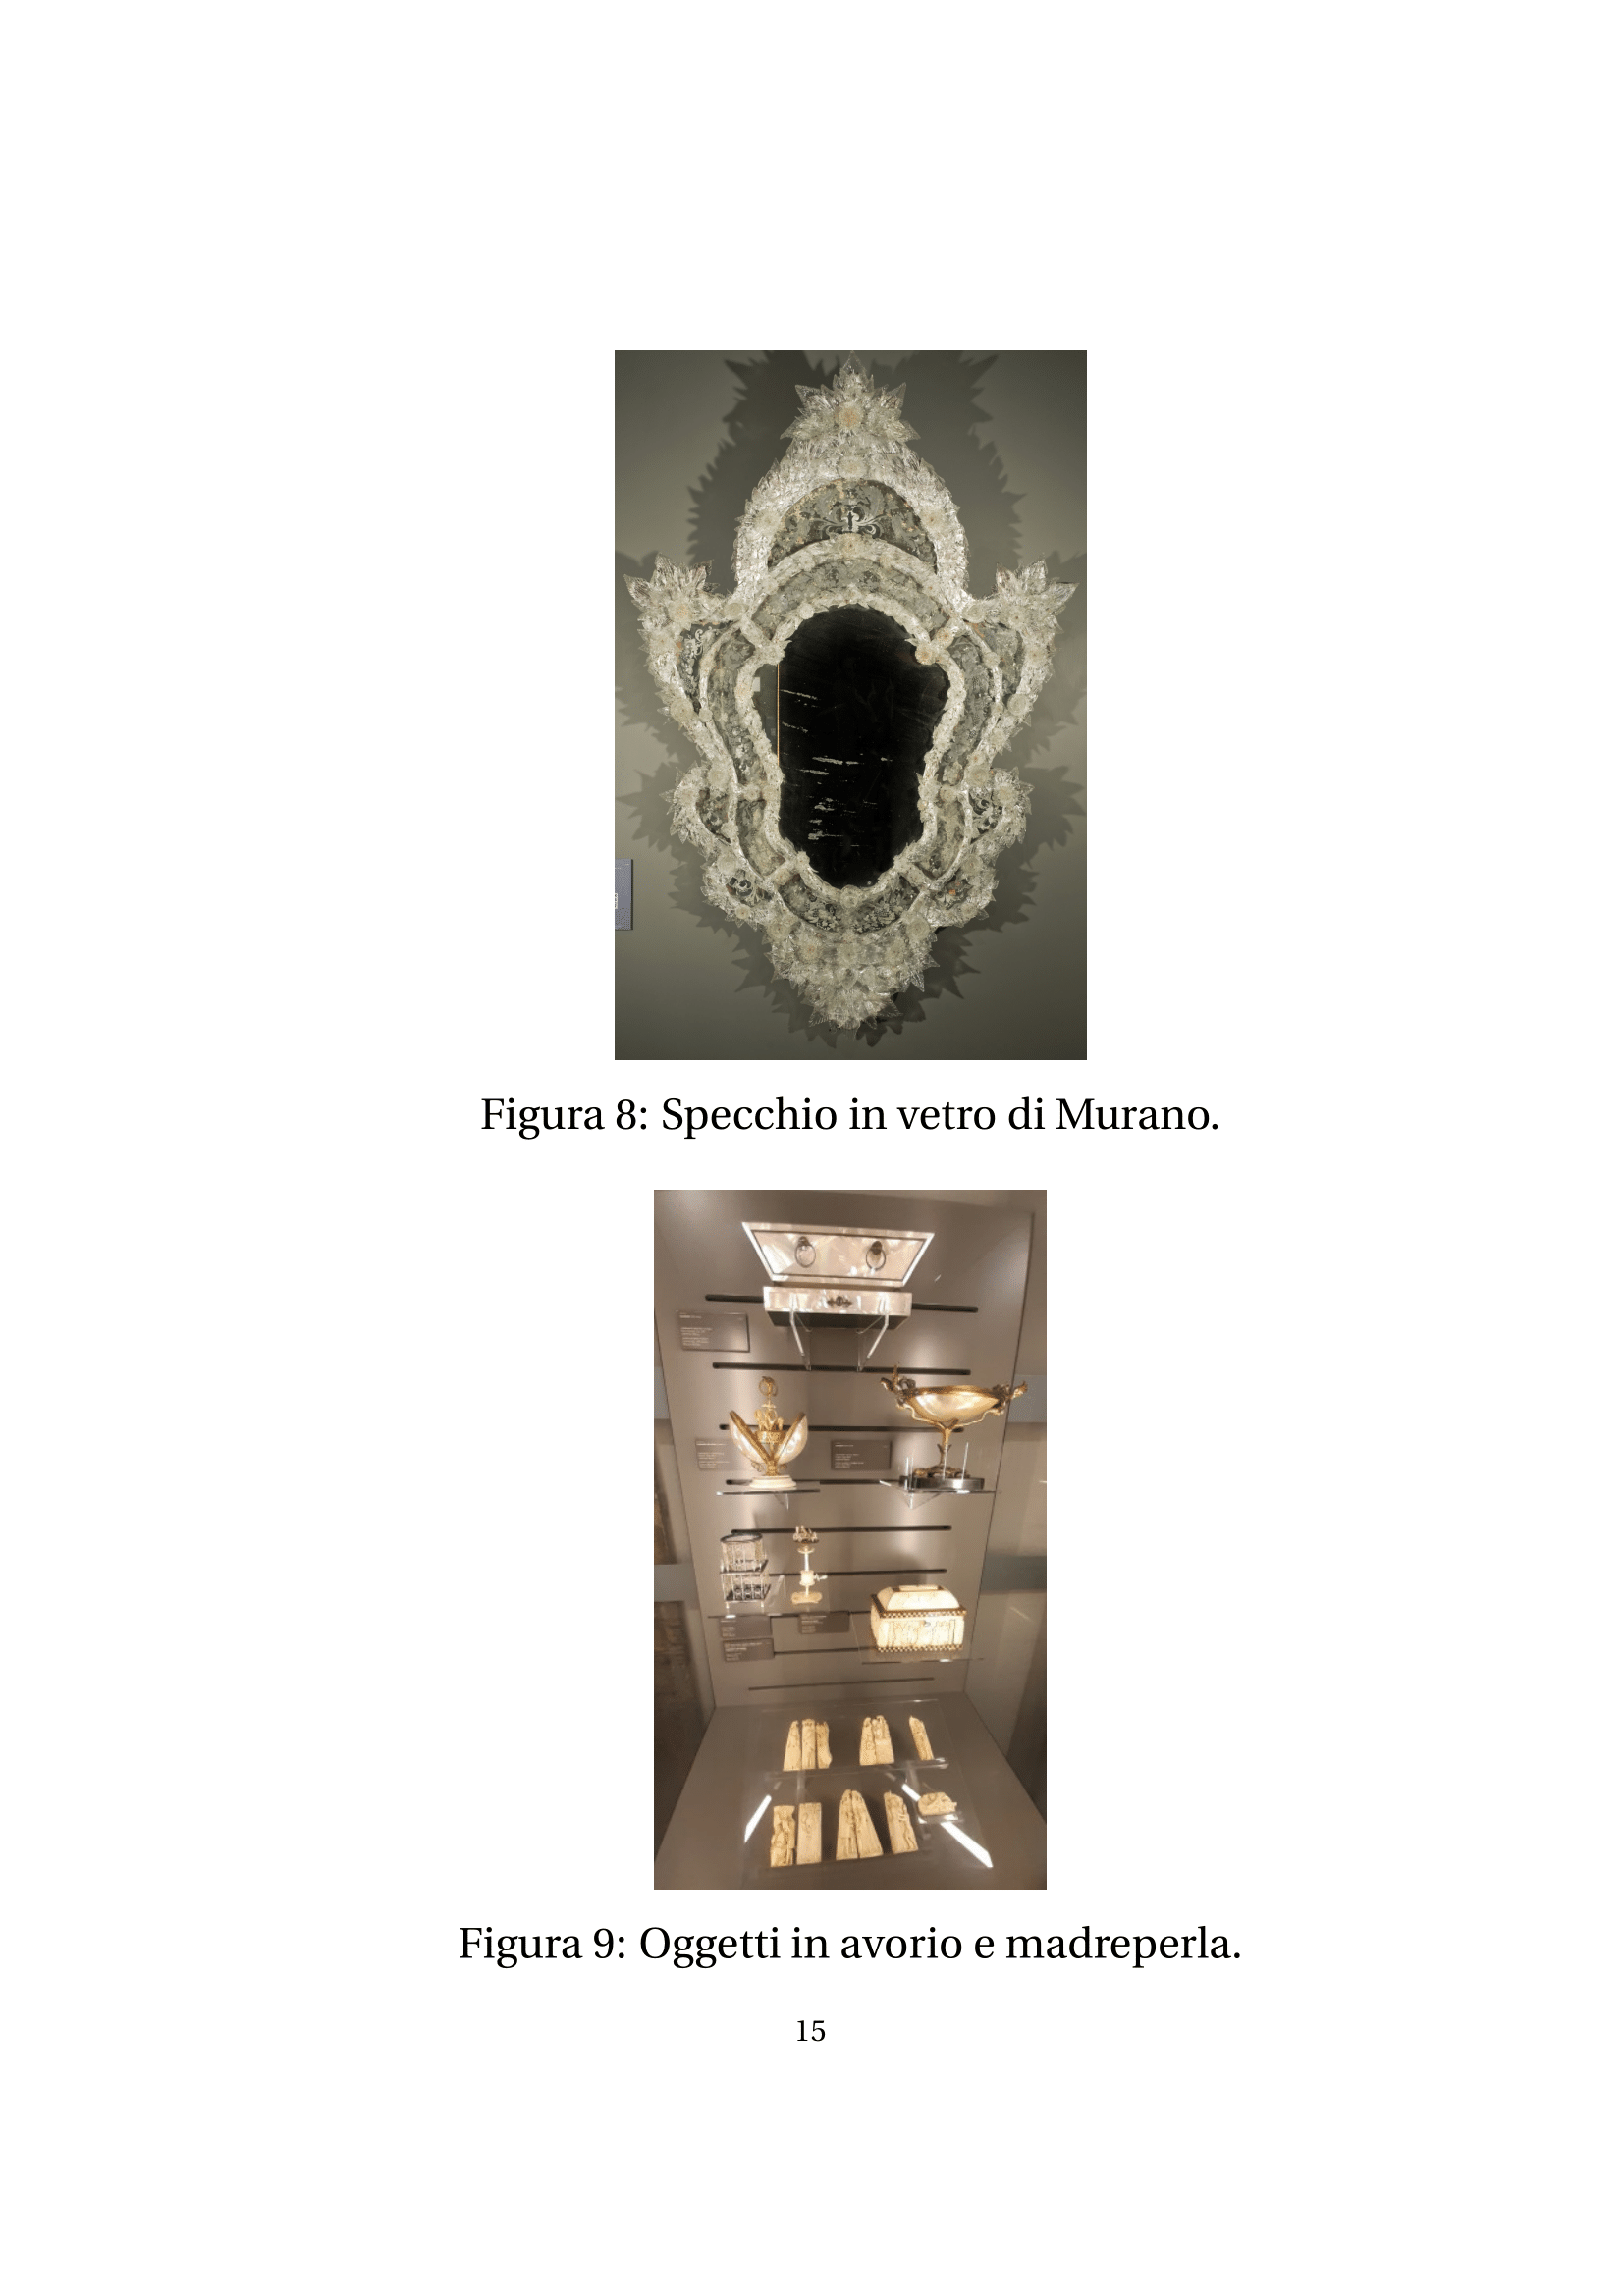 Figura 8: Specchio in vetro di Murano.
Figura 9: Oggetti in avorio e madreperla.
15